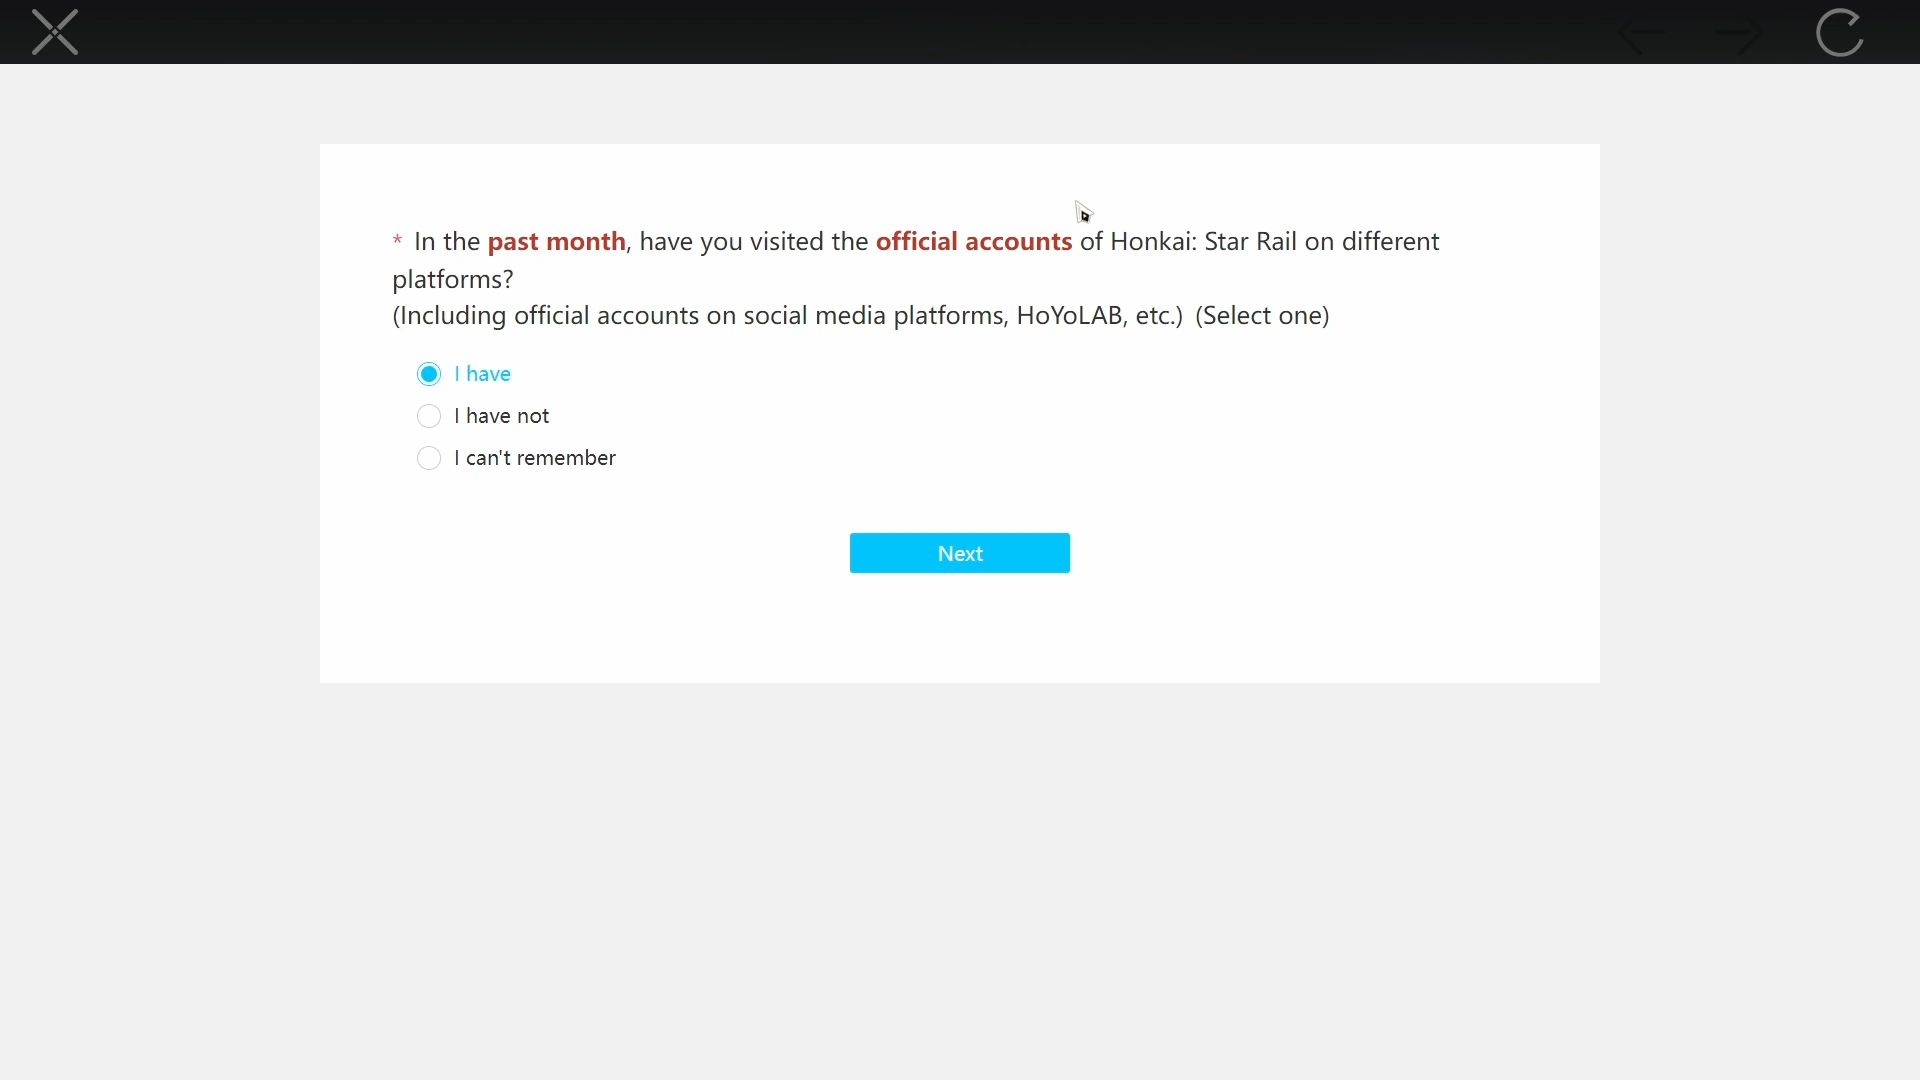 * In the past month, have you visited the official accounts of Honkai: Star Rail on different
platforms?
(Including official accounts on social media platforms, HoYoLAB, etc.) (Select one)
I have
I have not
I can't remember
Next